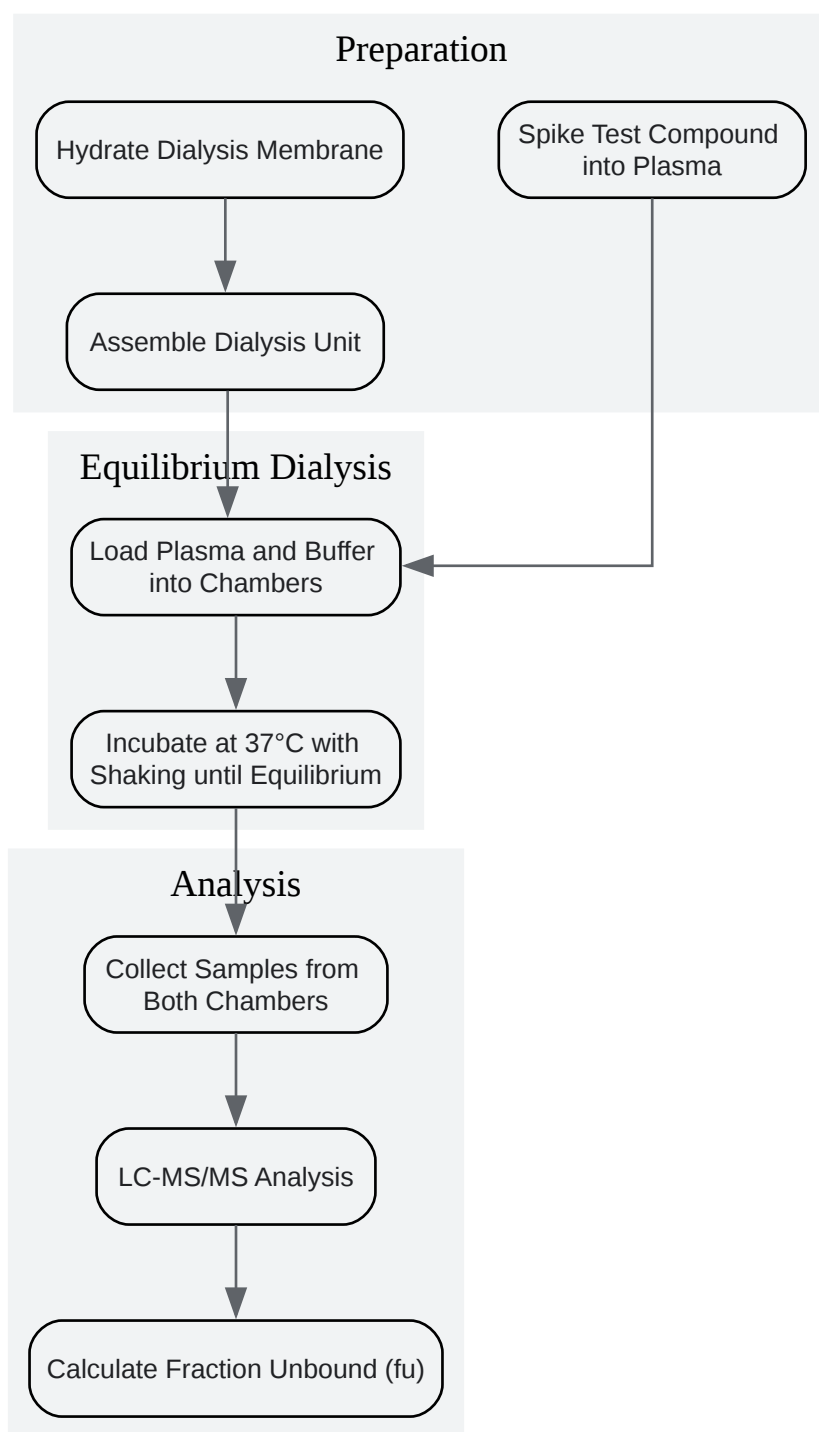 Preparation
Hydrate Dialysis Membrane
Spike Test Compound
into Plasma
Assemble Dialysis Unit
Equilibrium Dialysis
Load Plasma and Buffer
into Chambers
Incubate at 37°C with
Shaking until Equilibrium
Analysis
Collect Samples from
Both Chambers
LC-MS/MS Analysis
Calculate Fraction Unbound (fu)